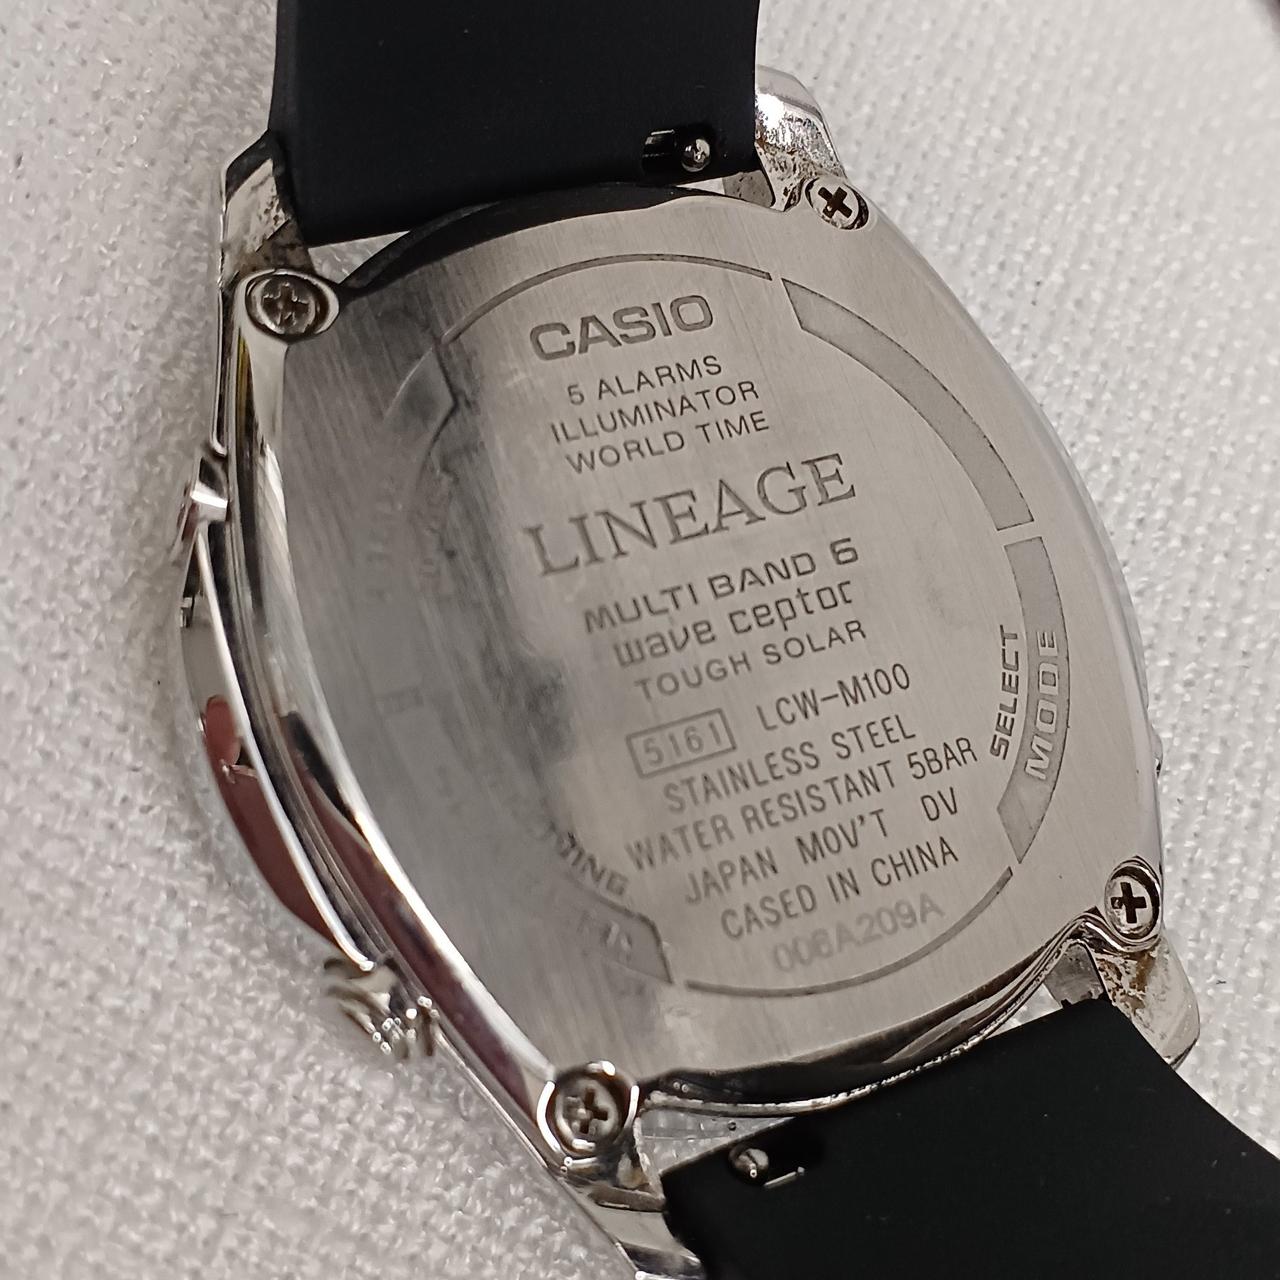 CASIO
5 ALARMS
ILLUMINATOR
WORLD TIME
LINEAGE
MULTI BAND 6
wave ceptor
TOUGH SOLAR
5161 LCW-M100
STAINLESS STEEL
WATER RESISTANT 5BAR
JAPAN MOV'T DV
CASED IN CHINA
008A209A
SELECT
MODE